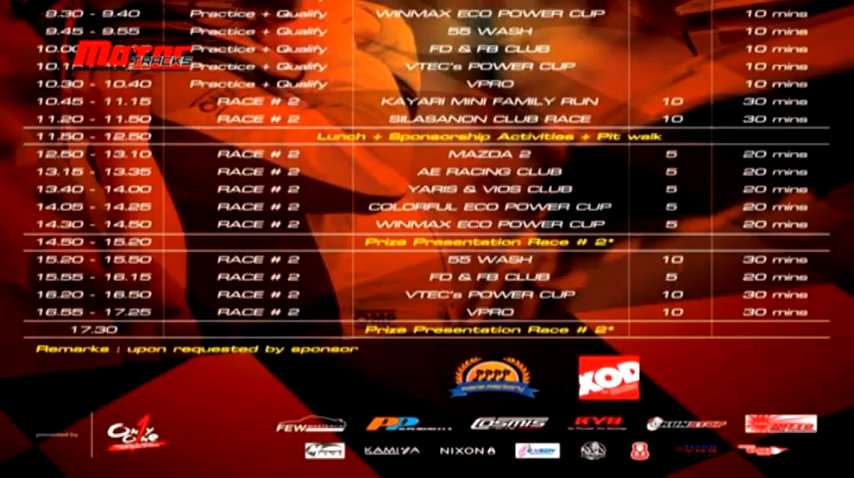 9.30 - 9.40 Practice + Qualify WINMAX ECO POWER CUP 10 mins
9.45 - 9.55 Practice + Qualify 55 WASH 10 mins
Practice + Qualify FD & FB CLUB 10 mins
MOTOR TRACKS
Practice + Qualify VTEC's POWER CUP 10 mins
10.30 - 10.40 Practice + Qualify VPRO 10 mins
10.45 - 11.15 RACE # 2 KAYARI MINI FAMILY RUN 10 30 mins
11.20 - 11.50 RACE # 2 SILASANON CLUB RACE 10 30 mins
11.50 - 12.50 Lunch + Sponsorship Activities + Pit walk
12.50 - 13.10 RACE # 2 MAZDA 2 5 20 mins
13.15 - 13.35 RACE # 2 AE RACING CLUB 5 20 mins
13.40 - 14.00 RACE # 2 YARIS & VIOS CLUB 5 20 mins
14.05 - 14.25 RACE # 2 COLORFUL ECO POWER CUP 5 20 mins
14.30 - 14.50 RACE # 2 WINMAX ECO POWER CUP 5 20 mins
14.50 - 15.20 Prize Presentation Race # 2*
15.20 - 15.50 RACE # 2 55 WASH 10 30 mins
15.55 - 16.15 RACE # 2 FD & FB CLUB 5 20 mins
16.20 - 16.50 RACE # 2 VTEC's POWER CUP 10 30 mins
16.55 - 17.25 RACE # 2 VPRO 10 30 mins
17.30 Prize Presentation Race # 2*
Remarks : upon requested by sponsor
PPPP XOD
presented by Only One FEW COSMIS KYB RUNSTOP
KAMIYA NIXON